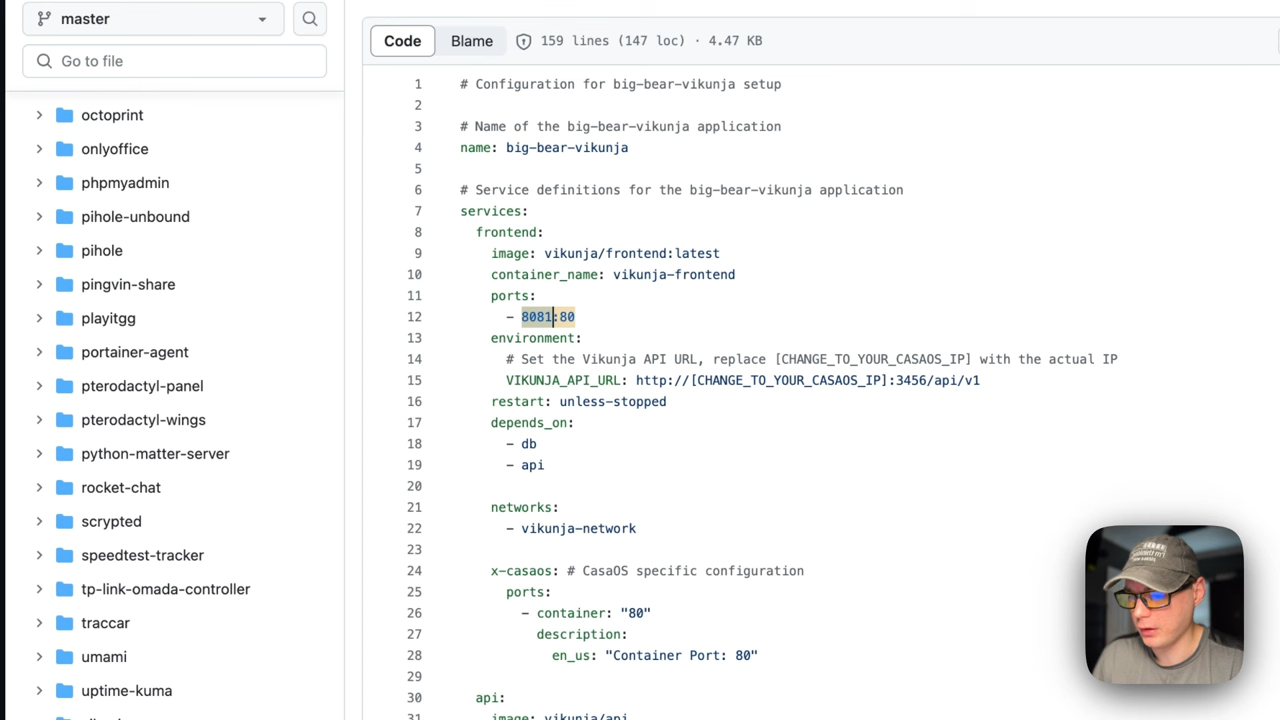 master
Go to file
octoprint
onlyoffice
phpmyadmin
pihole-unbound
pihole
pingvin-share
playitgg
portainer-agent
pterodactyl-panel
pterodactyl-wings
python-matter-server
rocket-chat
scrypted
speedtest-tracker
tp-link-omada-controller
traccar
umami
uptime-kuma
Code Blame 159 lines (147 loc) · 4.47 KB
1 # Configuration for big-bear-vikunja setup
2
3 # Name of the big-bear-vikunja application
4 name: big-bear-vikunja
5
6 # Service definitions for the big-bear-vikunja application
7 services:
8 frontend:
9 image: vikunja/frontend:latest
10 container_name: vikunja-frontend
11 ports:
12 - 8081:80
13 environment:
14 # Set the Vikunja API URL, replace [CHANGE_TO_YOUR_CASAOS_IP] with the actual IP
15 VIKUNJA_API_URL: http://[CHANGE_TO_YOUR_CASAOS_IP]:3456/api/v1
16 restart: unless-stopped
17 depends_on:
18 - db
19 - api
20
21 networks:
22 - vikunja-network
23
24 x-casaos: # CasaOS specific configuration
25 ports:
26 - container: "80"
27 description:
28 en_us: "Container Port: 80"
29
30 api:
31 image: vikunja/api